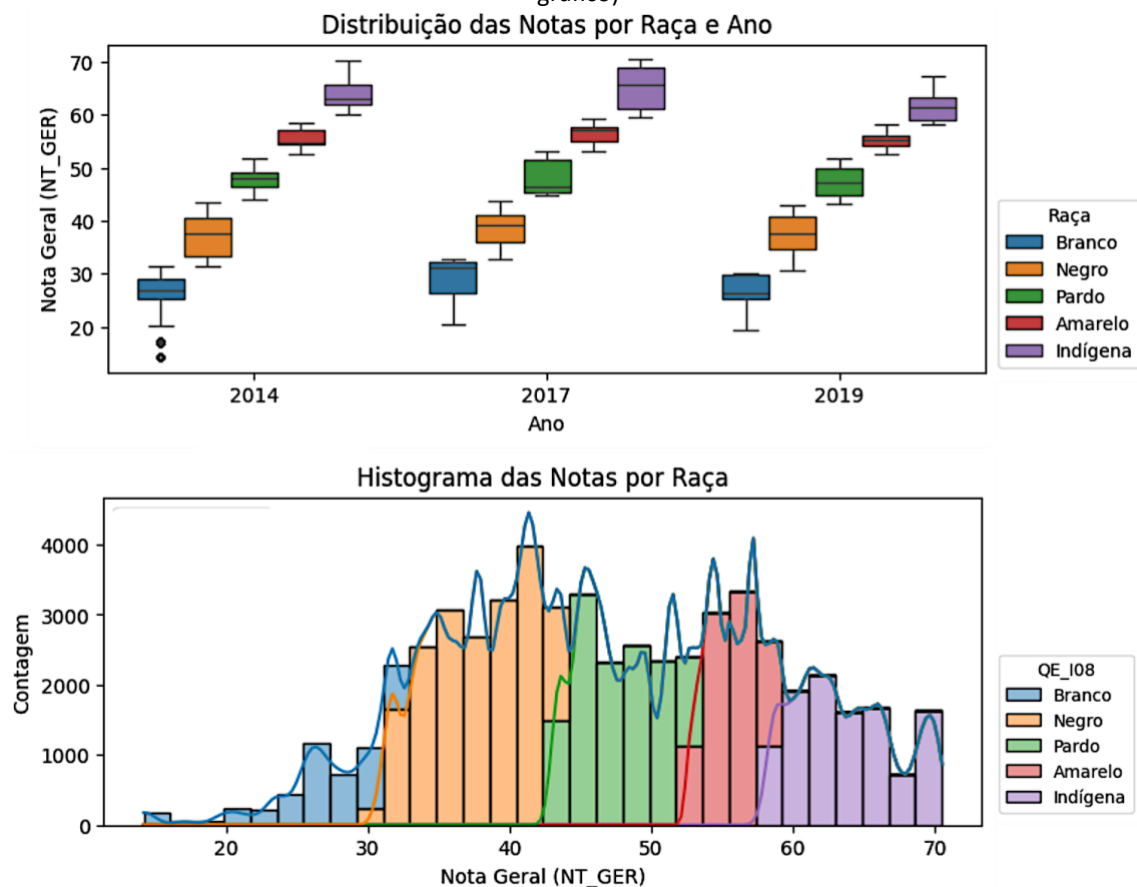 gráfico)
Distribuição das Notas por Raça e Ano
70
60
50
40
30
20
Nota Geral (NT_GER)
2014
2017
2019
Ano
Raça
Branco
Negro
Pardo
Amarelo
Indígena
Histograma das Notas por Raça
4000
3000
2000
1000
0
Contagem
20
30
40
50
60
70
Nota Geral (NT_GER)
QE_I08
Branco
Negro
Pardo
Amarelo
Indígena